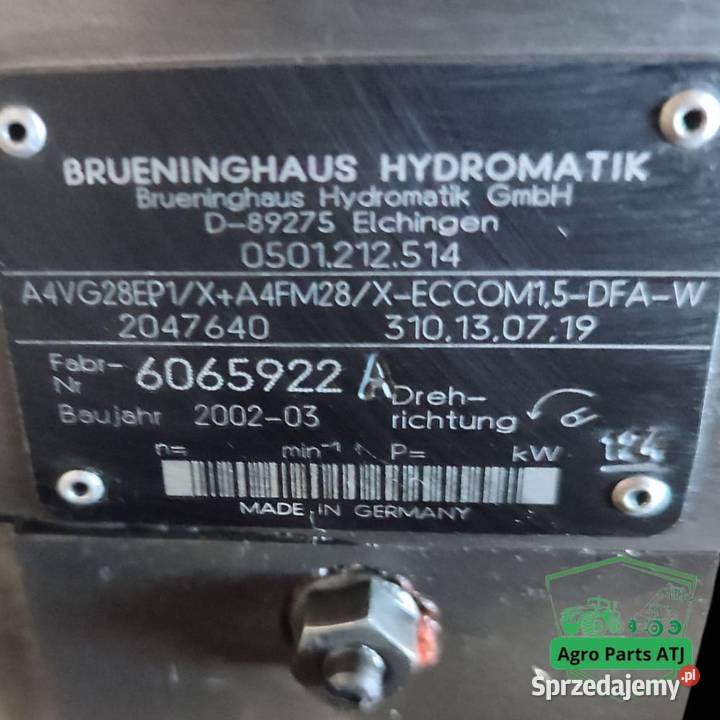 BRUENINGHAUS HYDROMATIK
Brueninghaus Hydromatik GmbH
D-89275 Elchingen
0501.212.514
A4VG28EP1/X+A4FM28/X-ECCOM1,5-DFA-W
2047640 310.13.07.19
Fabr-Nr 6065922 A
Baujahr 2002-03 Dreh-richtung
124
n= min-1 P= kW
MADE IN GERMANY
Agro Parts ATJ
Sprzedajemy.pl